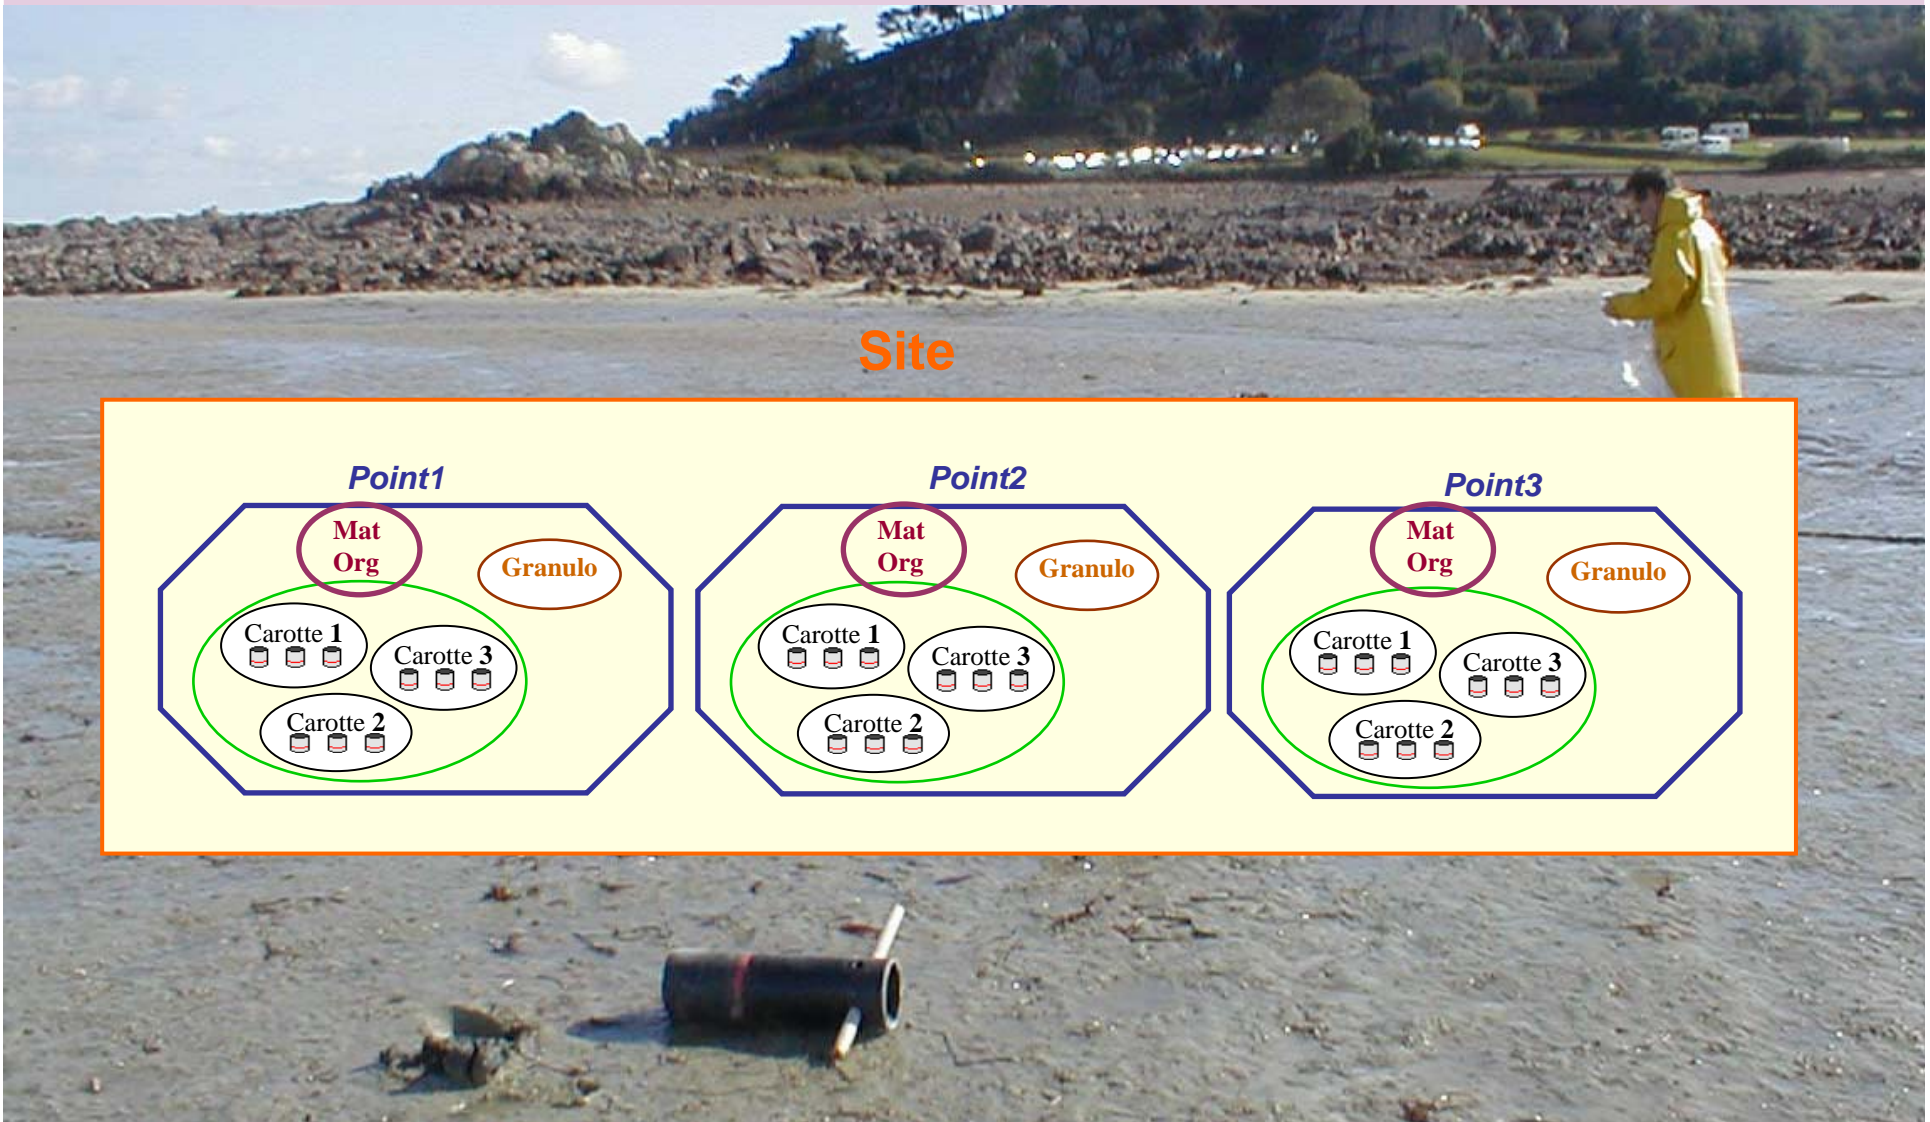 Site
Point1
Mat
Org
Granulo
Carotte 1
Carotte 3
Carotte 2
Point2
Mat
Org
Granulo
Carotte 1
Carotte 3
Carotte 2
Point3
Mat
Org
Granulo
Carotte 1
Carotte 3
Carotte 2